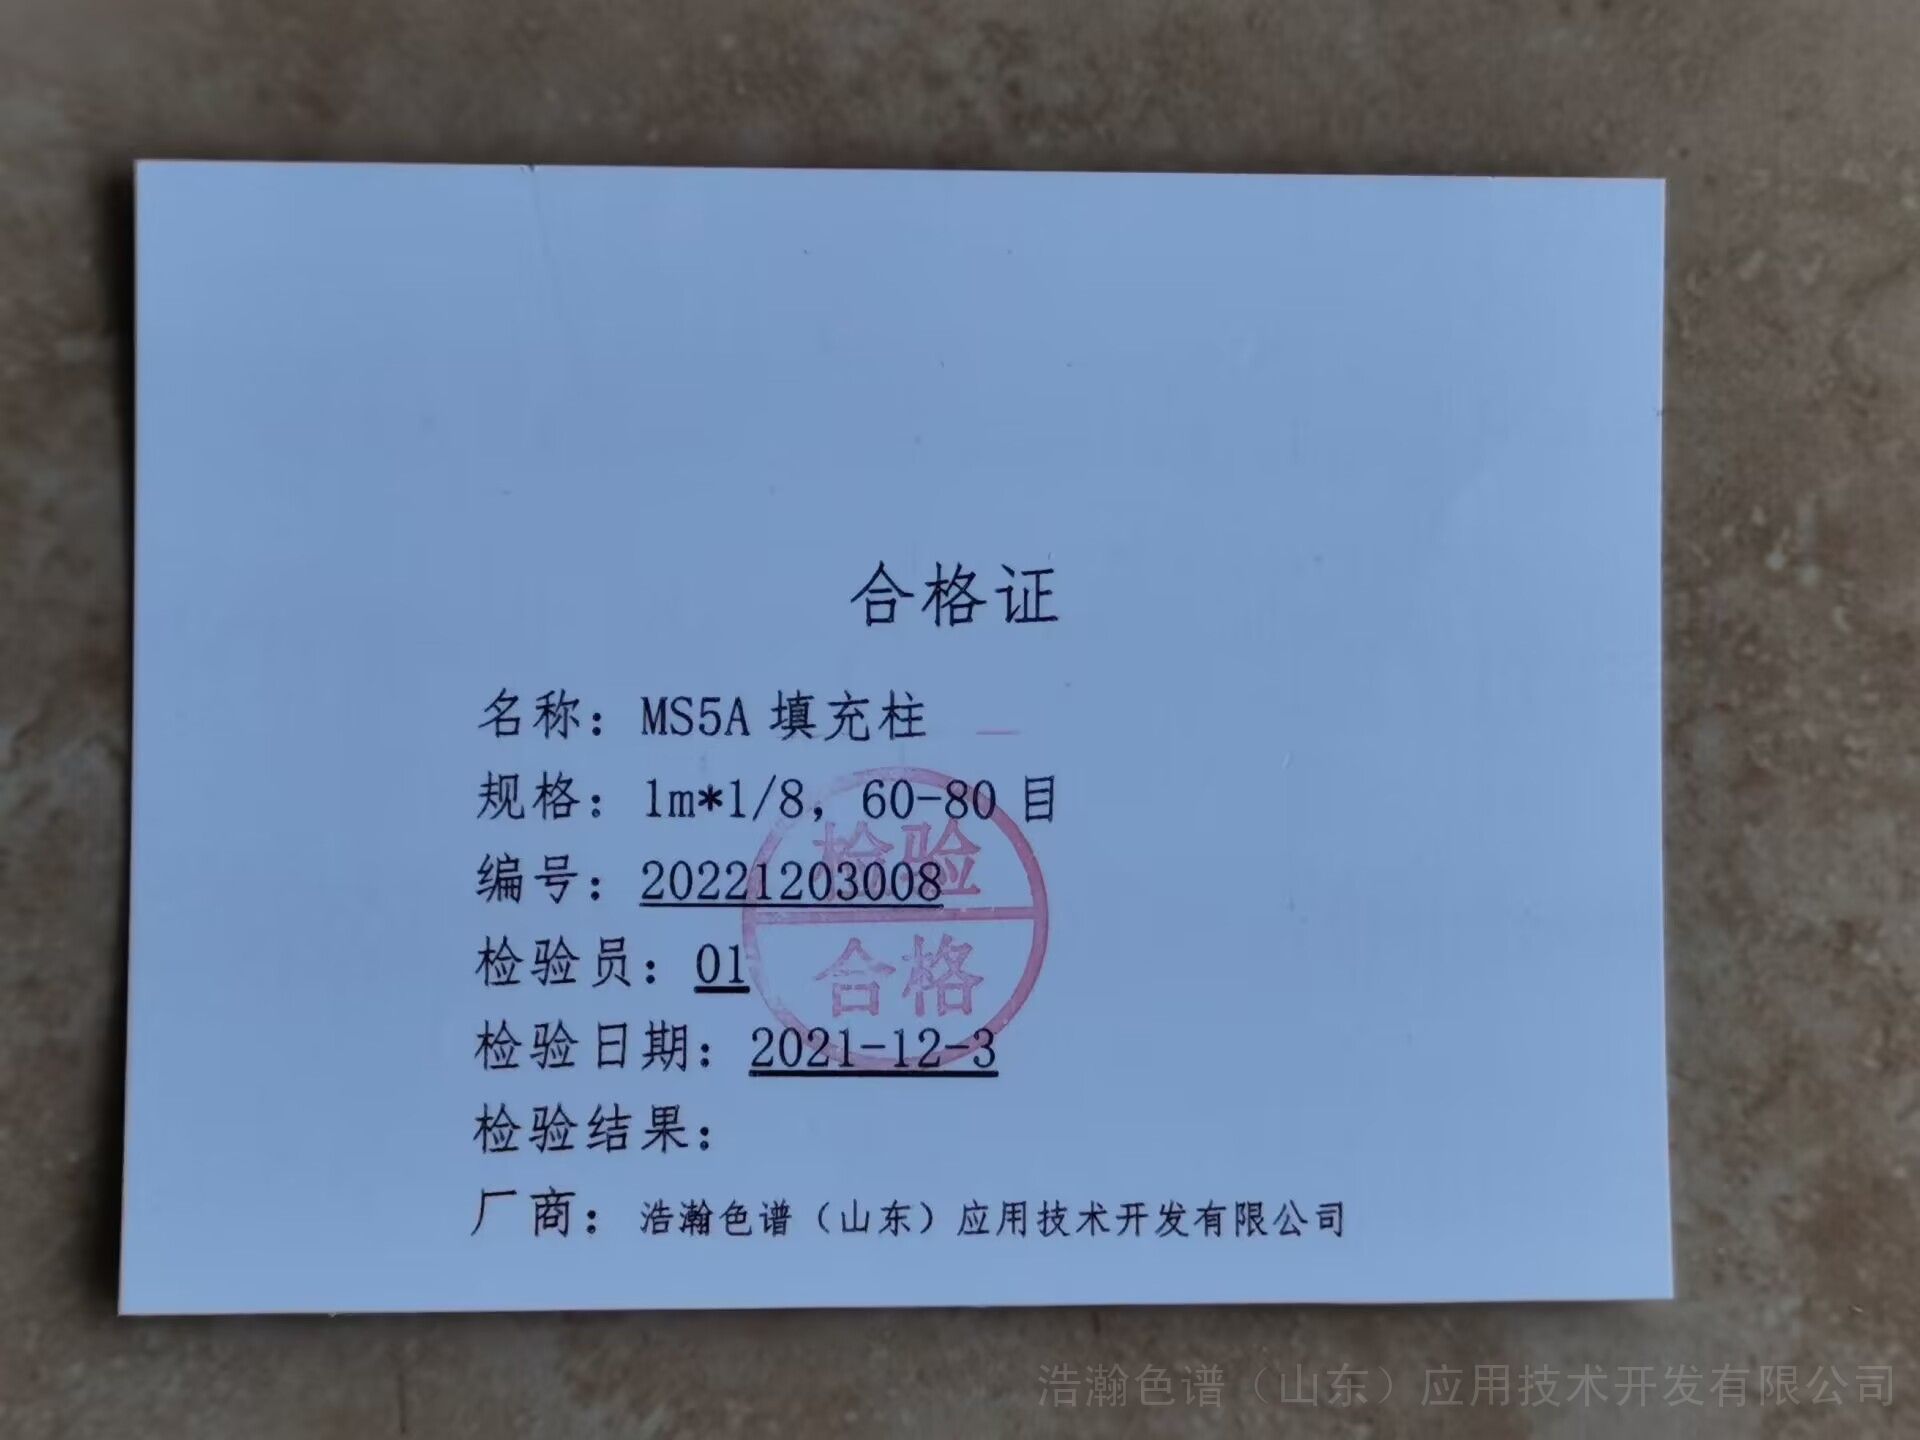 合格证
名称：MS5A 填充柱
规格：1m*1/8，60-80 目
编号：20221203008
检验员：01
检验日期：2021-12-3
检验结果：
厂商：浩瀚色谱（山东）应用技术开发有限公司
检验
合格
浩瀚色谱（山东）应用技术开发有限公司